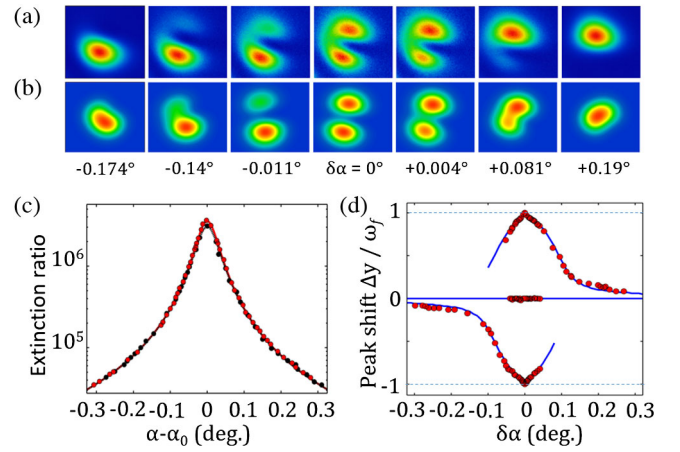 (a)
(b)
-0.174° -0.14° -0.011° δα = 0° +0.004° +0.081° +0.19°
(c)
Extinction ratio
10⁶
10⁵
-0.3 -0.2 -0.1 0 0.1 0.2 0.3
α-α₀ (deg.)
(d)
Peak shift Δy / ω_f
1
0
-1
-0.3 -0.2 -0.1 0 0.1 0.2 0.3
δα (deg.)